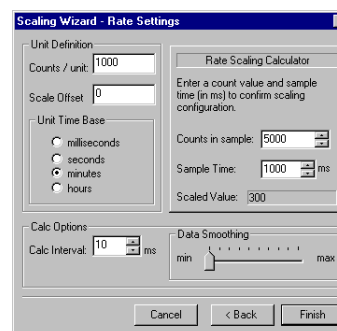 Scaling Wizard - Rate Settings
Unit Definition
Counts / unit: 1000
Scale Offset 0
Unit Time Base
milliseconds
seconds
minutes
hours
Rate Scaling Calculator
Enter a count value and sample
time (in ms) to confirm scaling
configuration.
Counts in sample: 5000
Sample Time: 1000 ms
Scaled Value: 300
Calc Options
Calc Interval: 10 ms
Data Smoothing
min max
Cancel < Back Finish